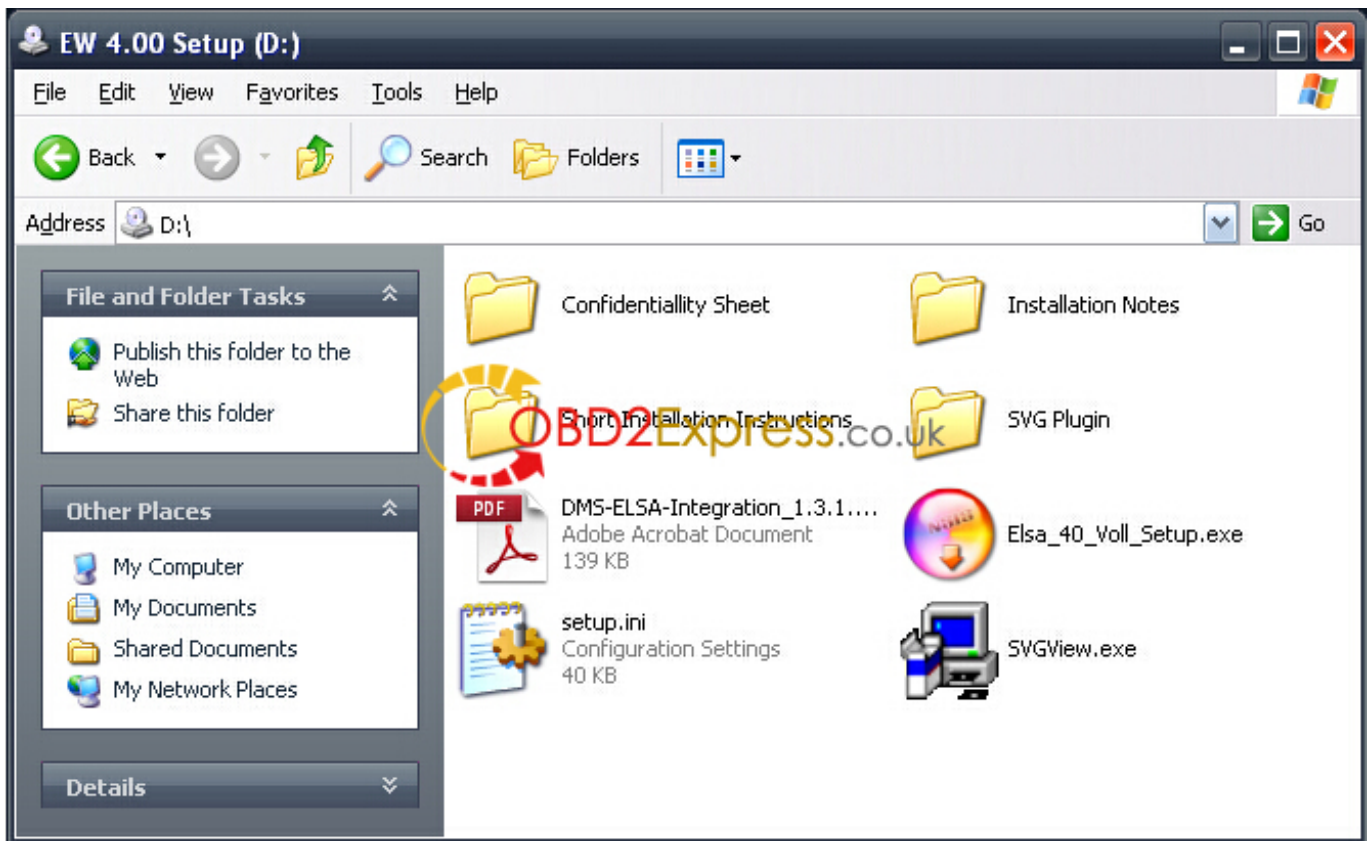 EW 4.00 Setup (D:)
File Edit View Favorites Tools Help
Back Search Folders
Address D:\ Go
File and Folder Tasks
Publish this folder to the
Web
Share this folder
Other Places
My Computer
My Documents
Shared Documents
My Network Places
Details
Confidentiallity Sheet
Installation Notes
Short Installation Instructions
SVG Plugin
OBD2Express.co.uk
PDF
DMS-ELSA-Integration_1.3.1....
Adobe Acrobat Document
139 KB
Elsa_40_Voll_Setup.exe
setup.ini
Configuration Settings
40 KB
SVGView.exe